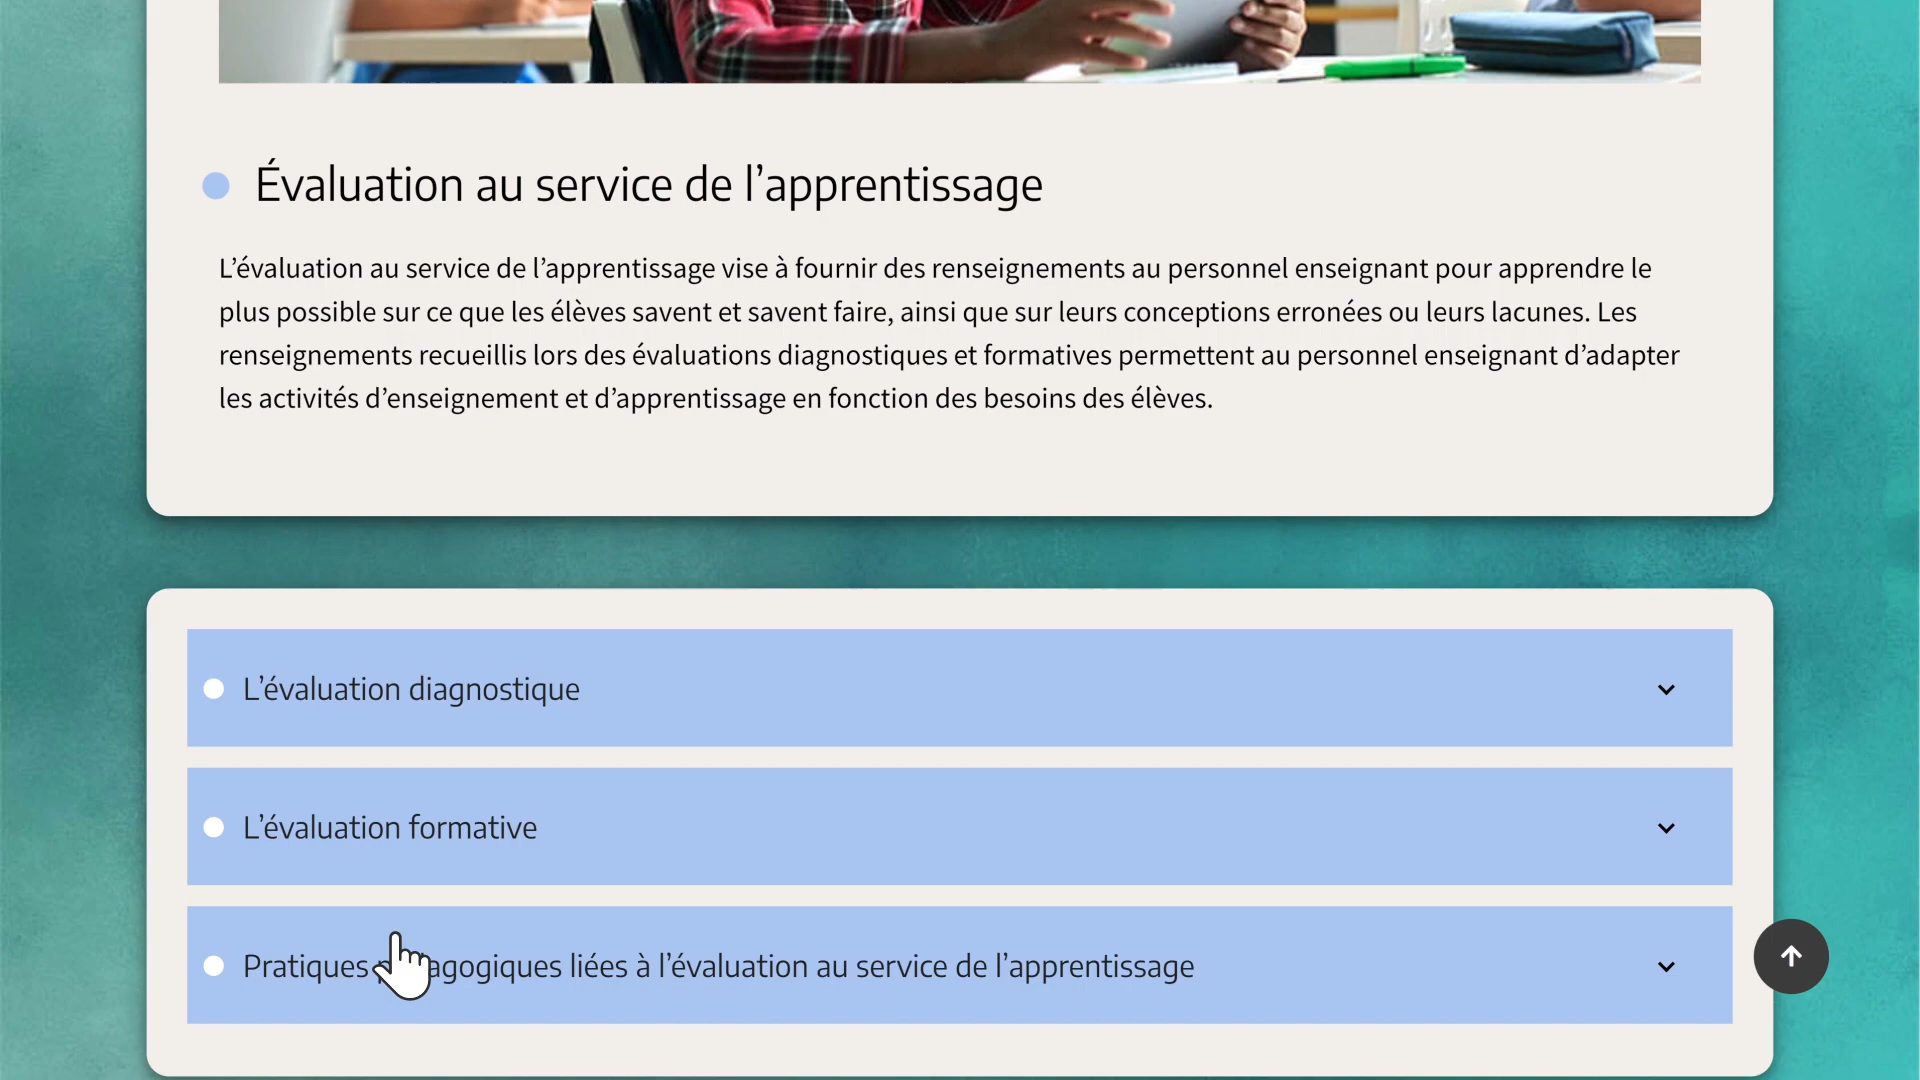 Évaluation au service de l’apprentissage
L’évaluation au service de l’apprentissage vise à fournir des renseignements au personnel enseignant pour apprendre le
plus possible sur ce que les élèves savent et savent faire, ainsi que sur leurs conceptions erronées ou leurs lacunes. Les
renseignements recueillis lors des évaluations diagnostiques et formatives permettent au personnel enseignant d’adapter
les activités d’enseignement et d’apprentissage en fonction des besoins des élèves.
L’évaluation diagnostique
L’évaluation formative
Pratiques liées à l’évaluation au service de l’apprentissage